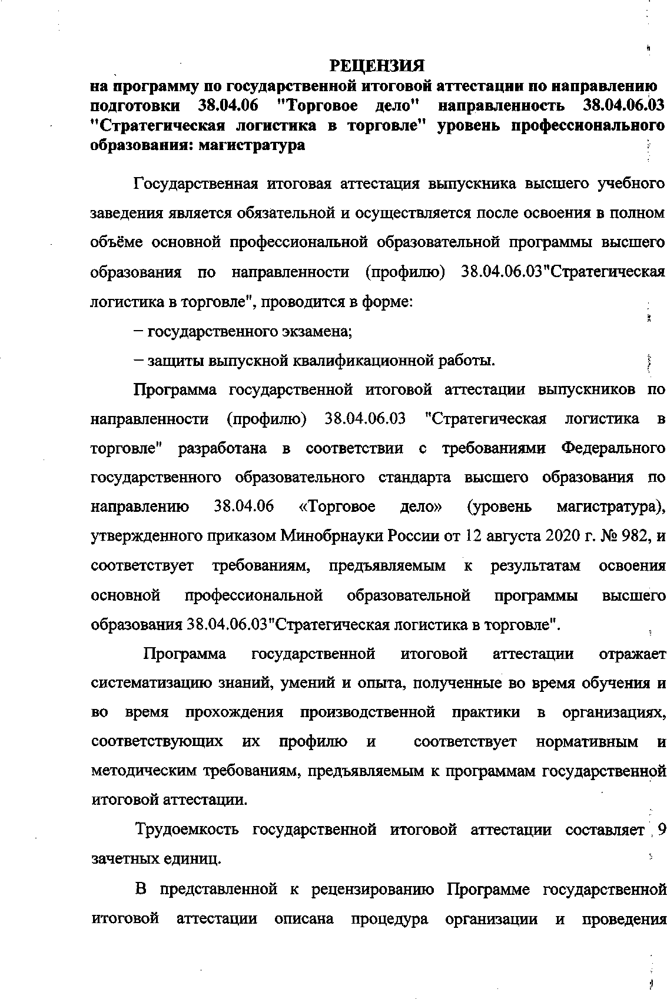 РЕЦЕНЗИЯ
на программу по государственной итоговой аттестации по направлению
подготовки 38.04.06 "Торговое дело" направленность 38.04.06.03
"Стратегическая логистика в торговле" уровень профессионального
образования: магистратура
Государственная итоговая аттестация выпускника высшего учебного
заведения является обязательной и осуществляется после освоения в полном
объёме основной профессиональной образовательной программы высшего
образования по направленности (профилю) 38.04.06.03"Стратегическая
логистика в торговле", проводится в форме:
− государственного экзамена;
− защиты выпускной квалификационной работы.
Программа государственной итоговой аттестации выпускников по
направленности (профилю) 38.04.06.03 "Стратегическая логистика в
торговле" разработана в соответствии с требованиями Федерального
государственного образовательного стандарта высшего образования по
направлению 38.04.06 «Торговое дело» (уровень магистратура),
утвержденного приказом Минобрнауки России от 12 августа 2020 г. № 982, и
соответствует требованиям, предъявляемым к результатам освоения
основной профессиональной образовательной программы высшего
образования 38.04.06.03"Стратегическая логистика в торговле".
Программа государственной итоговой аттестации отражает
систематизацию знаний, умений и опыта, полученные во время обучения и
во время прохождения производственной практики в организациях,
соответствующих их профилю и соответствует нормативным и
методическим требованиям, предъявляемым к программам государственной
итоговой аттестации.
Трудоемкость государственной итоговой аттестации составляет 9
зачетных единиц.
В представленной к рецензированию Программе государственной
итоговой аттестации описана процедура организации и проведения